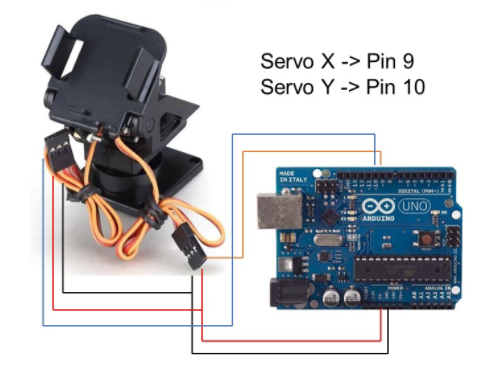 Servo X -> Pin 9
Servo Y -> Pin 10
MADE
IN ITALY
DIGITAL (PWM~)
UNO
ARDUINO
POWER
ANALOG IN